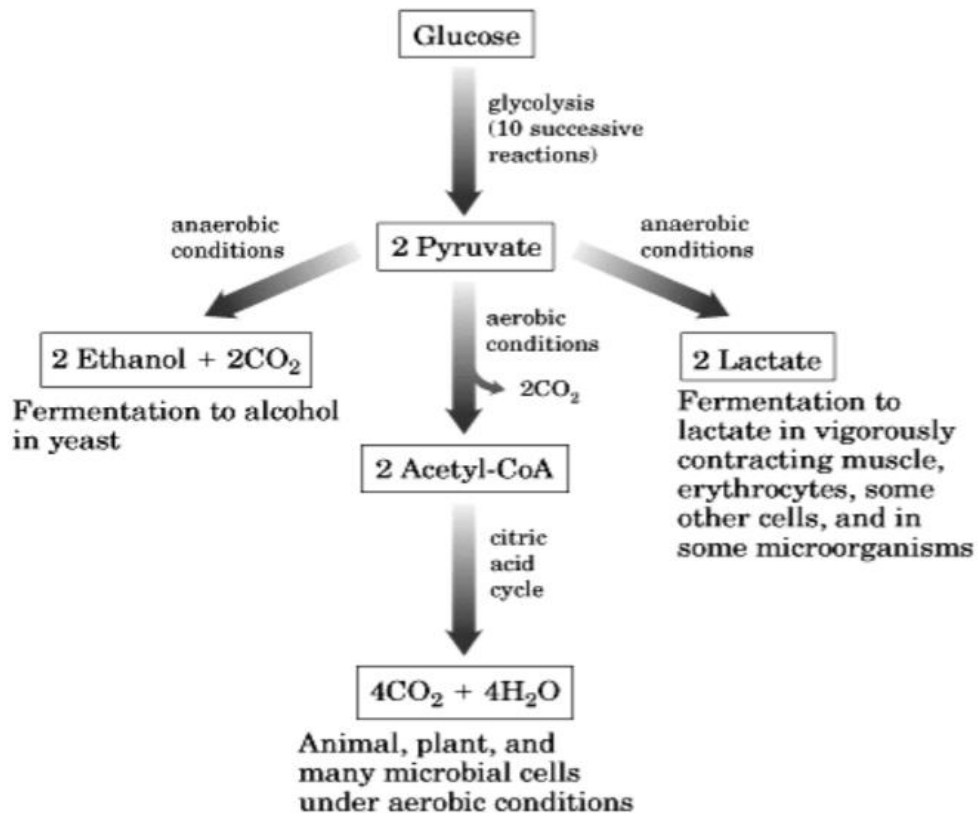 Glucose
glycolysis
(10 successive
reactions)
anaerobic
conditions
2 Pyruvate
anaerobic
conditions
2 Ethanol + 2CO₂
Fermentation to alcohol
in yeast
aerobic
conditions
2CO₂
2 Lactate
Fermentation to
lactate in vigorously
contracting muscle,
erythrocytes, some
other cells, and in
some microorganisms
2 Acetyl-CoA
citric
acid
cycle
4CO₂ + 4H₂O
Animal, plant, and
many microbial cells
under aerobic conditions